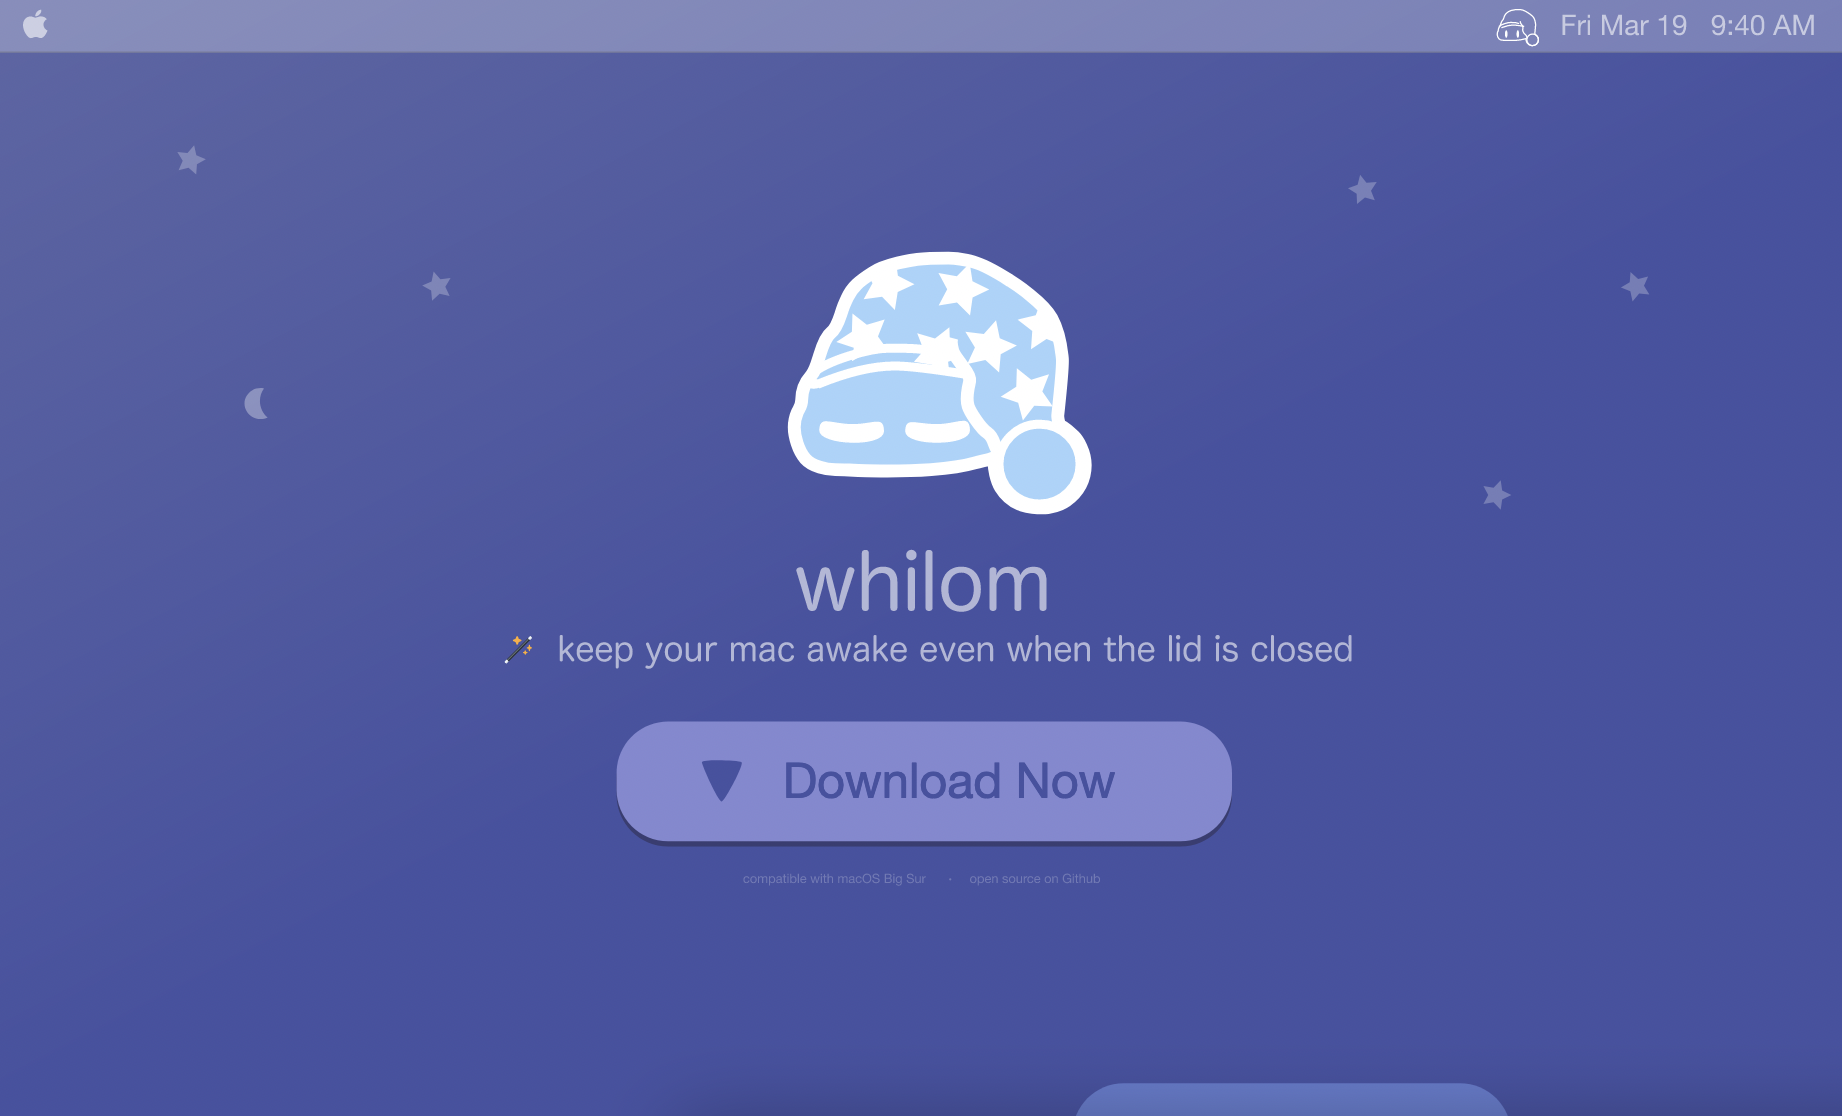 Fri Mar 19 9:40 AM
whilom
🪄 keep your mac awake even when the lid is closed
Download Now
compatible with macOS Big Sur · open source on Github